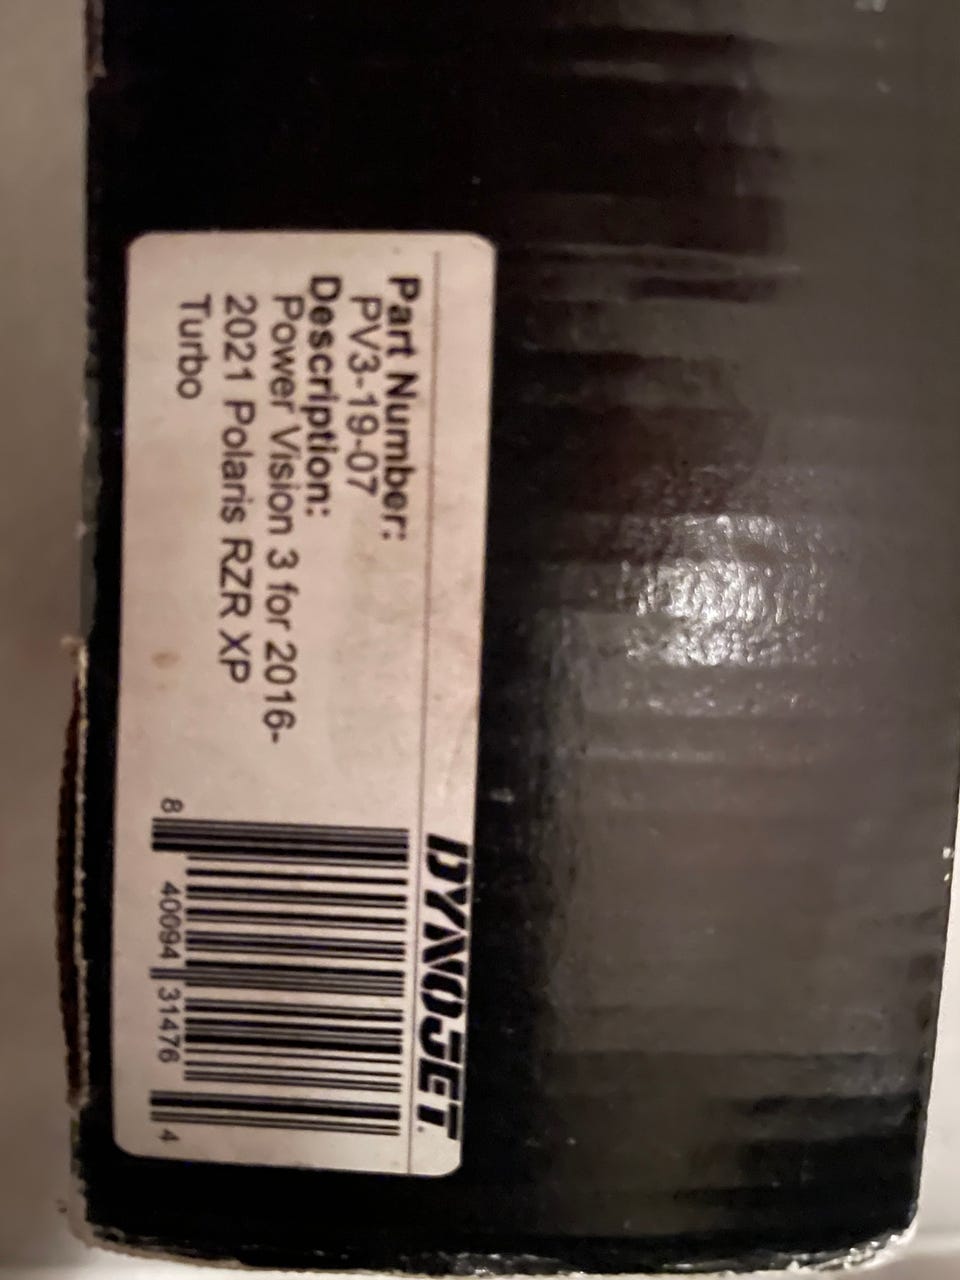 DYNOJET.
Part Number:
PV3-19-07
Description:
Power Vision 3 for 2016-
2021 Polaris RZR XP
Turbo
8 40094 31476 4